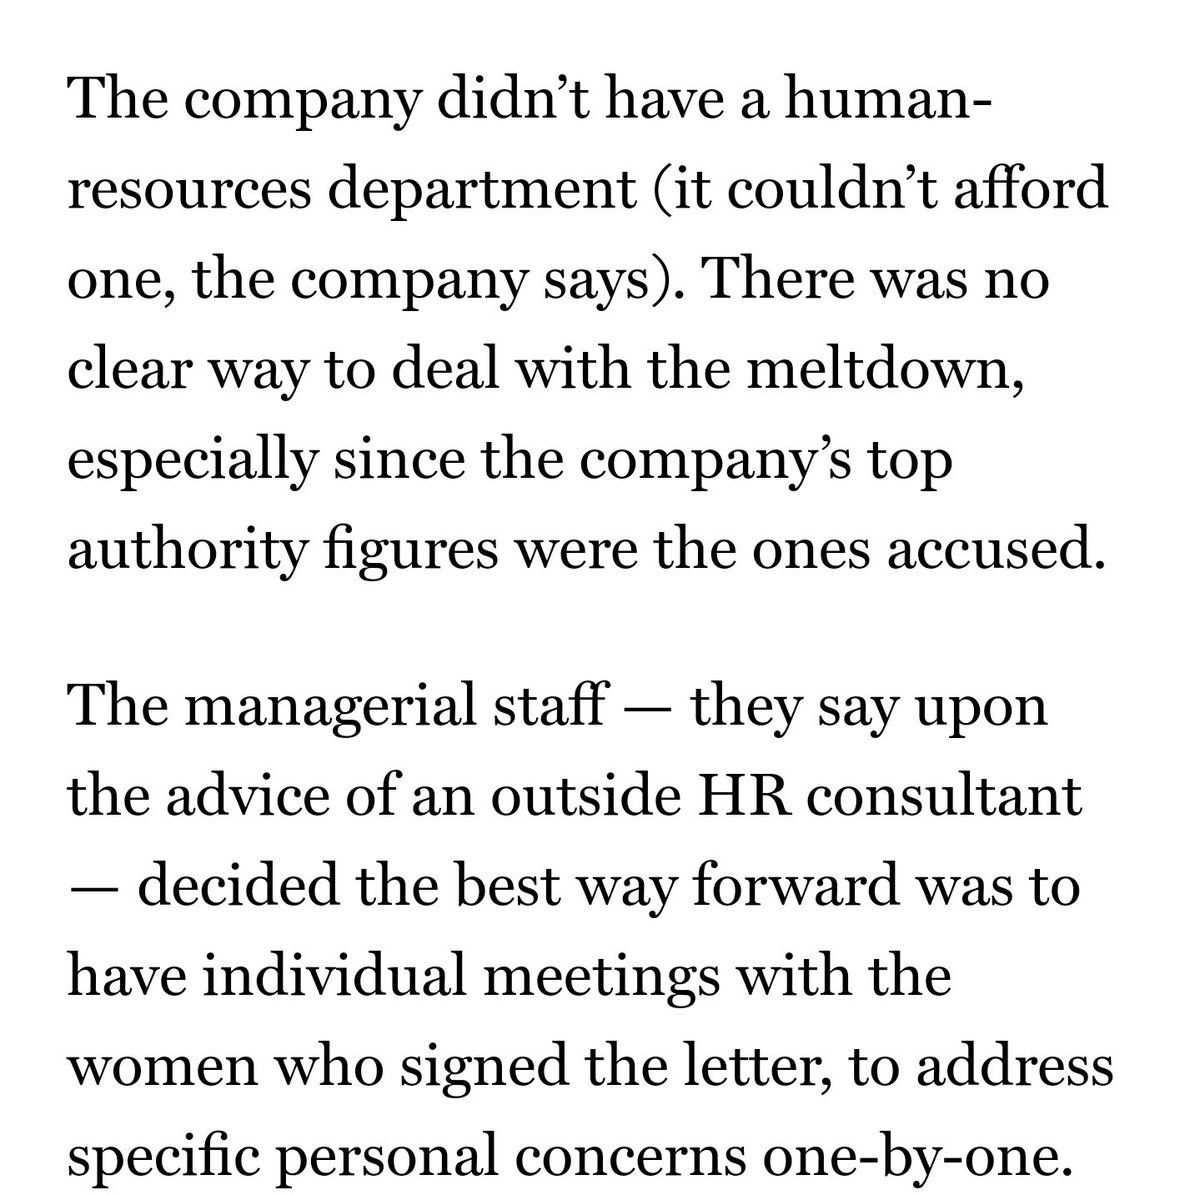 The company didn’t have a human-
resources department (it couldn’t afford
one, the company says). There was no
clear way to deal with the meltdown,
especially since the company’s top
authority figures were the ones accused.
The managerial staff — they say upon
the advice of an outside HR consultant
— decided the best way forward was to
have individual meetings with the
women who signed the letter, to address
specific personal concerns one-by-one.